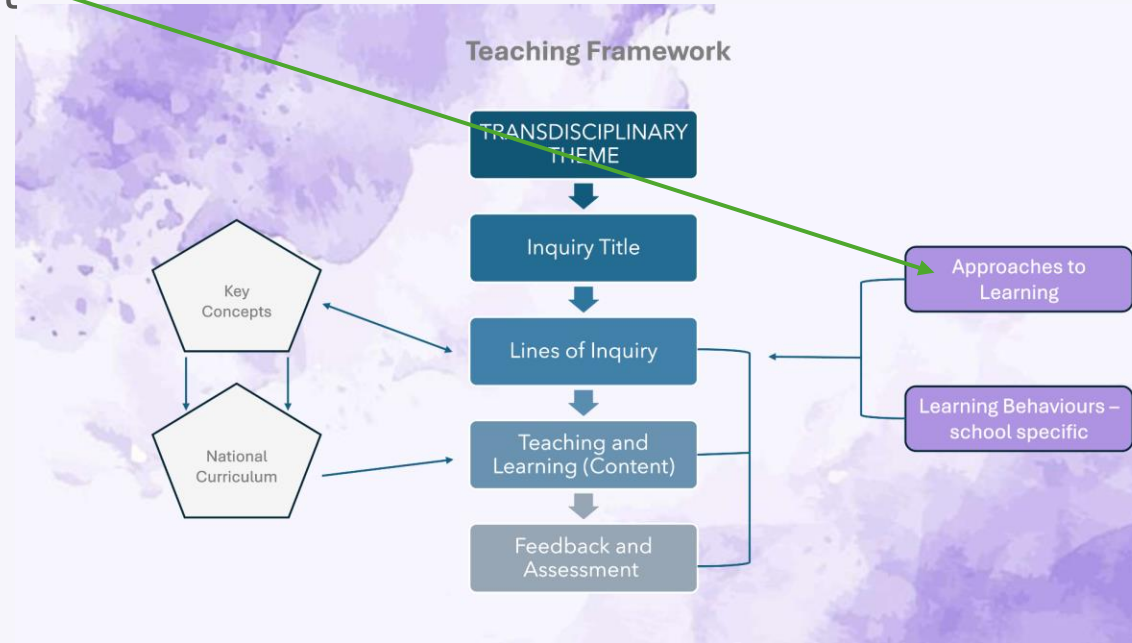 Teaching Framework
TRANSDISCIPLINARY
THEME
Inquiry Title
Key
Concepts
Lines of Inquiry
Approaches to
Learning
National
Curriculum
Teaching and
Learning (Content)
Learning Behaviours –
school specific
Feedback and
Assessment